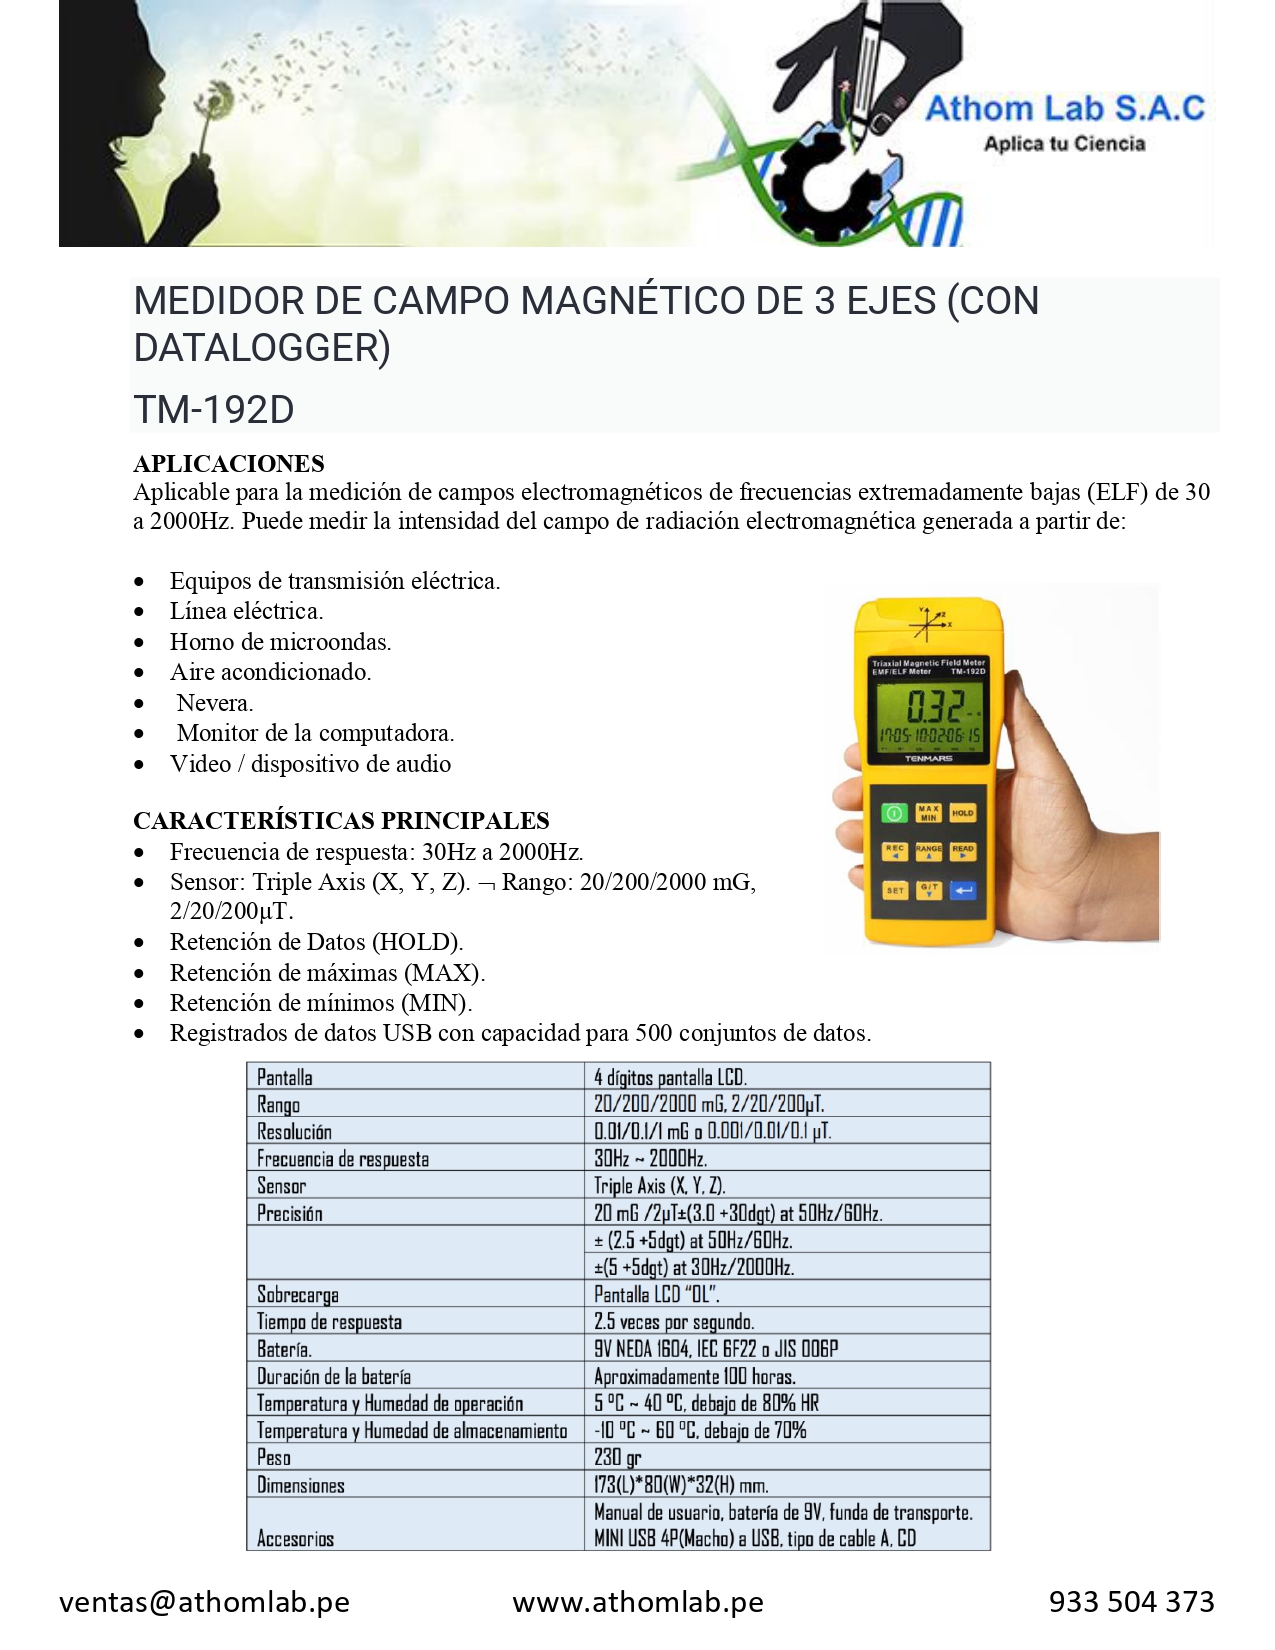 Athom Lab S.A.C
Aplica tu Ciencia
MEDIDOR DE CAMPO MAGNÉTICO DE 3 EJES (CON
DATALOGGER)
TM-192D
APLICACIONES
Aplicable para la medición de campos electromagnéticos de frecuencias extremadamente bajas (ELF) de 30
a 2000Hz. Puede medir la intensidad del campo de radiación electromagnética generada a partir de:
• Equipos de transmisión eléctrica.
• Línea eléctrica.
• Horno de microondas.
• Aire acondicionado.
• Nevera.
• Monitor de la computadora.
• Video / dispositivo de audio
Y Z X
Triaxial Magnetic Field Meter
EMF/ELF Meter TM-192D
0.32
17-05-10:02:06:15
TENMARS
MAX MIN HOLD
REC RANGE READ
SET G/T
CARACTERÍSTICAS PRINCIPALES
• Frecuencia de respuesta: 30Hz a 2000Hz.
• Sensor: Triple Axis (X, Y, Z). ¬ Rango: 20/200/2000 mG,
2/20/200µT.
• Retención de Datos (HOLD).
• Retención de máximas (MAX).
• Retención de mínimos (MIN).
• Registrados de datos USB con capacidad para 500 conjuntos de datos.
Pantalla 4 dígitos pantalla LCD.
Rango 20/200/2000 mG, 2/20/200µT.
Resolución 0.01/0.1/1 mG o 0.001/0.01/0.1 µT.
Frecuencia de respuesta 30Hz ~ 2000Hz.
Sensor Triple Axis (X, Y, Z).
Precisión 20 mG /2µT±(3.0 +30dgt) at 50Hz/60Hz.
± (2.5 +5dgt) at 50Hz/60Hz.
±(5 +5dgt) at 30Hz/2000Hz.
Sobrecarga Pantalla LCD “OL”.
Tiempo de respuesta 2.5 veces por segundo.
Batería. 9V NEDA 1604, IEC 6F22 o JIS 006P
Duración de la batería Aproximadamente 100 horas.
Temperatura y Humedad de operación 5 ºC ~ 40 ºC, debajo de 80% HR
Temperatura y Humedad de almacenamiento -10 ºC ~ 60 ºC, debajo de 70%
Peso 230 gr
Dimensiones 173(L)*80(W)*32(H) mm.
Manual de usuario, batería de 9V, funda de transporte.
Accesorios MINI USB 4P(Macho) a USB, tipo de cable A, CD
ventas@athomlab.pe www.athomlab.pe 933 504 373